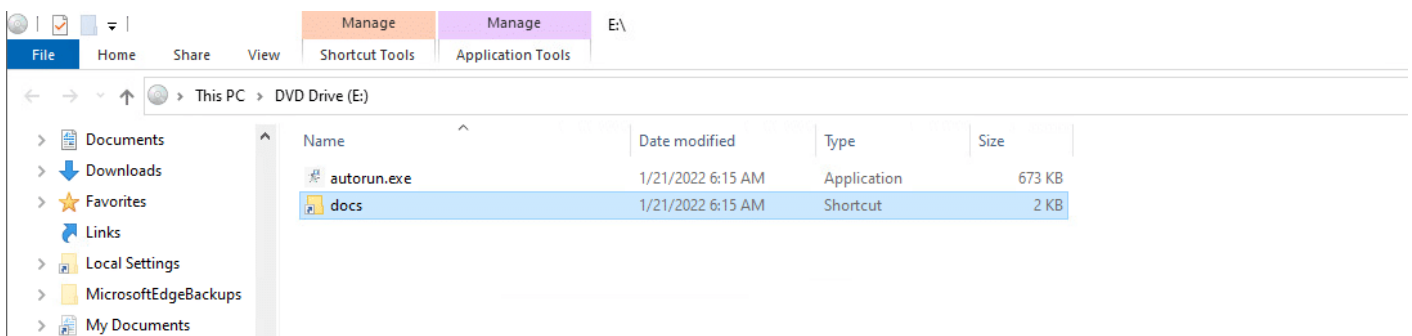 Manage Manage E:\
File Home Share View Shortcut Tools Application Tools
This PC > DVD Drive (E:)
Documents
Downloads
Favorites
Links
Local Settings
MicrosoftEdgeBackups
My Documents
Name Date modified Type Size
autorun.exe 1/21/2022 6:15 AM Application 673 KB
docs 1/21/2022 6:15 AM Shortcut 2 KB